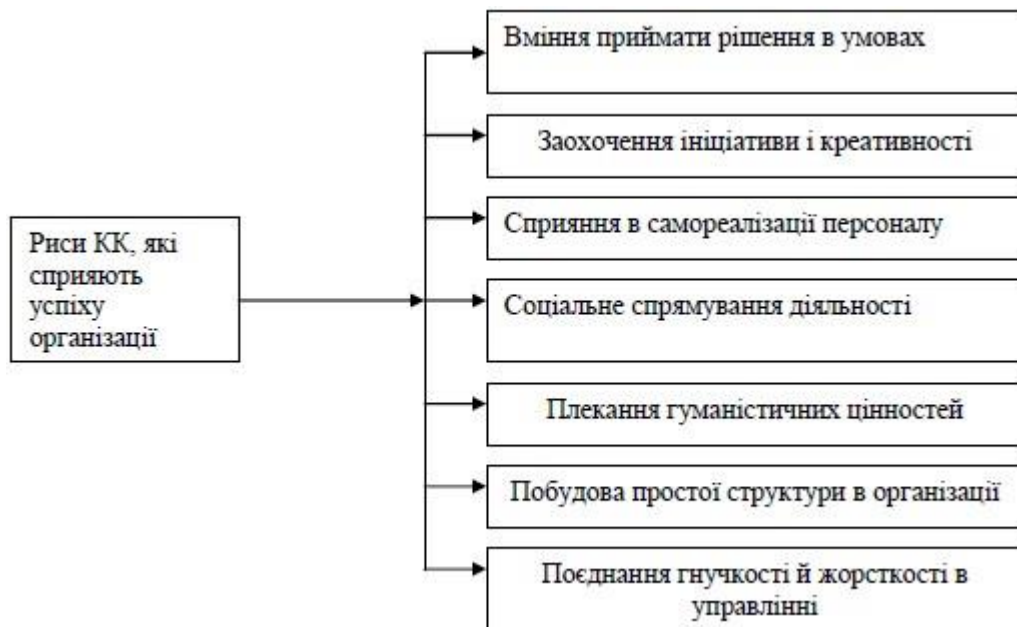 Риси КК, які
сприяють
успіху
організації
Вміння приймати рішення в умовах
Заохочення ініціативи і креативності
Сприяння в самореалізації персоналу
Соціальне спрямування діяльності
Плекання гуманістичних цінностей
Побудова простої структури в організації
Поєднання гнучкості й жорсткості в
управлінні